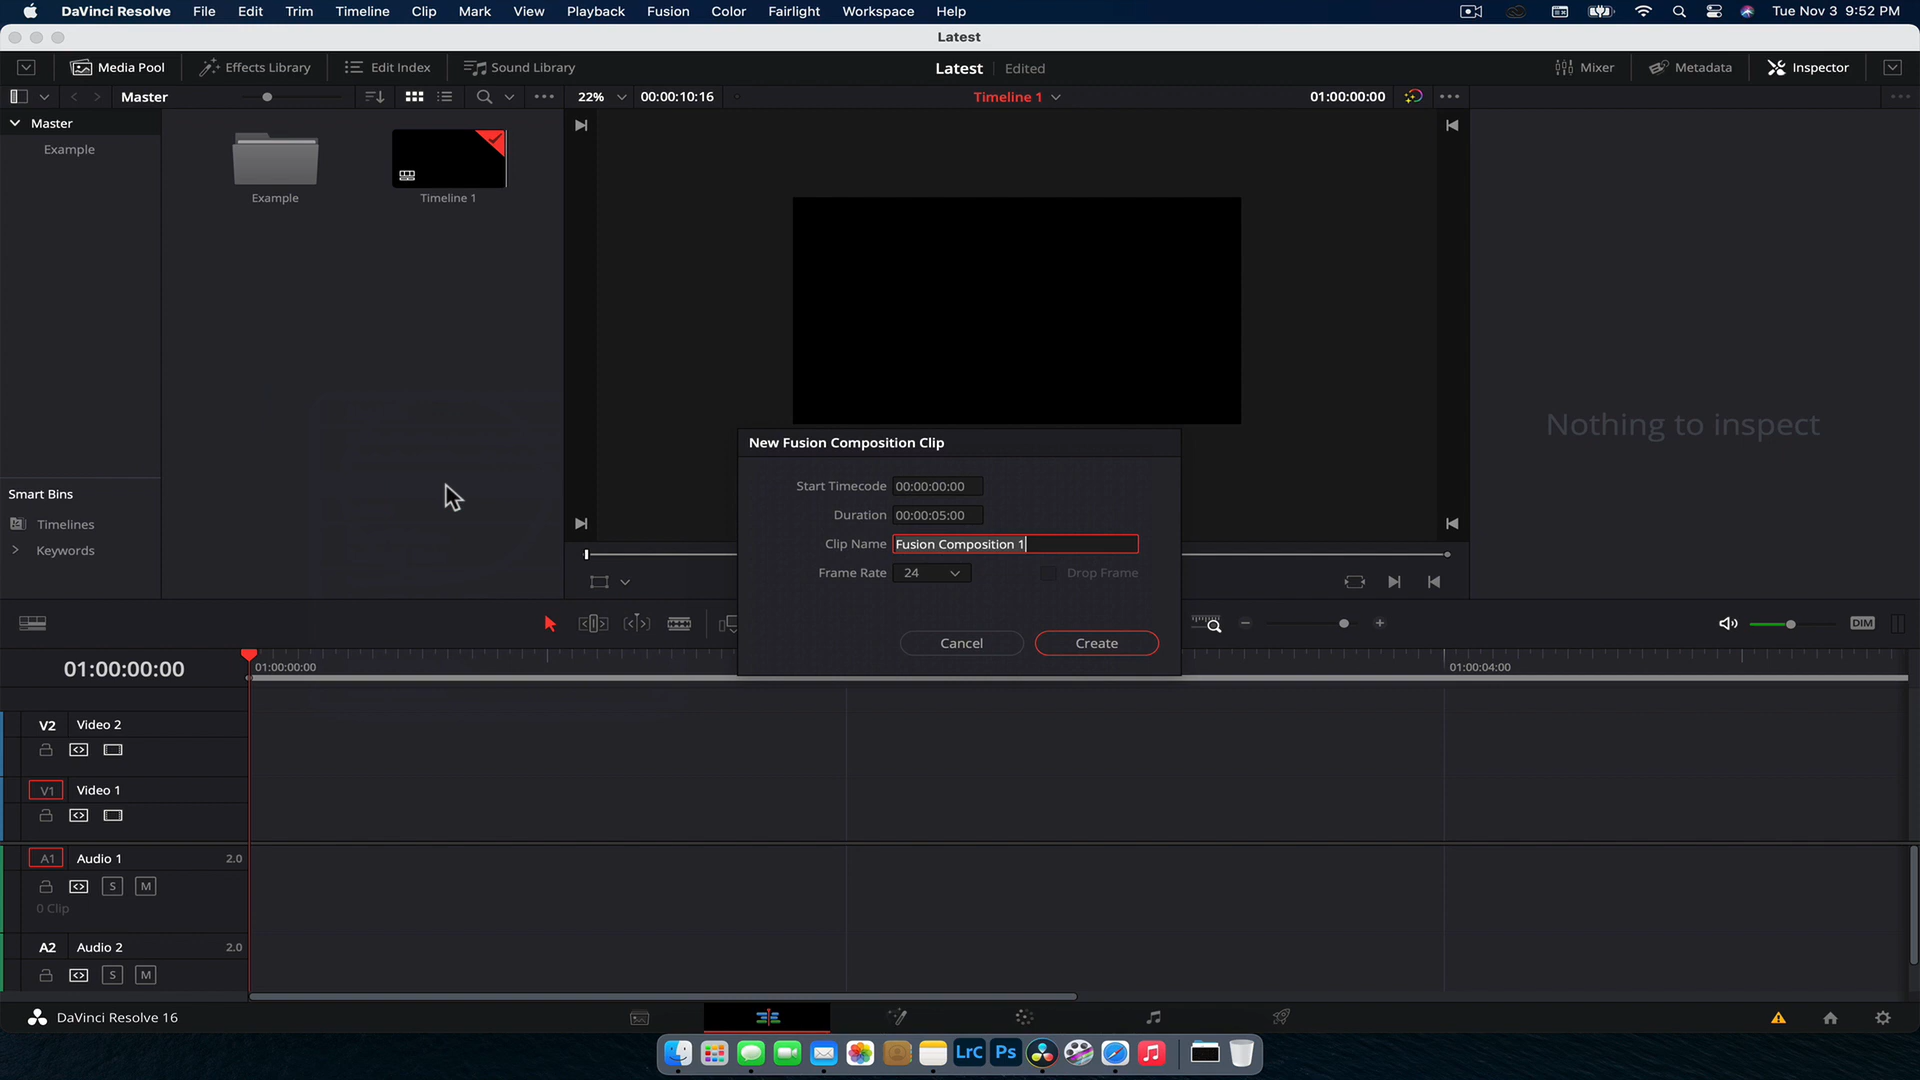 DaVinci Resolve File Edit Trim Timeline Clip Mark View Playback Fusion Color Fairlight Workspace Help Tue Nov 3 9:52 PM
Latest
Media Pool Effects Library Edit Index Sound Library Latest Edited Mixer Metadata Inspector
Master 22% 00:00:10:16 Timeline 1 01:00:00:00
Master
Example
Example Timeline 1
Nothing to inspect
New Fusion Composition Clip
Start Timecode 00:00:00:00
Duration 00:00:05:00
Clip Name Fusion Composition 1
Frame Rate 24 Drop Frame
Cancel Create
Smart Bins
Timelines
Keywords
DIM
01:00:00:00 01:00:00:00 01:00:04:00
V2 Video 2
V1 Video 1
A1 Audio 1 2.0
S M
0 Clip
A2 Audio 2 2.0
S M
DaVinci Resolve 16
LrC Ps